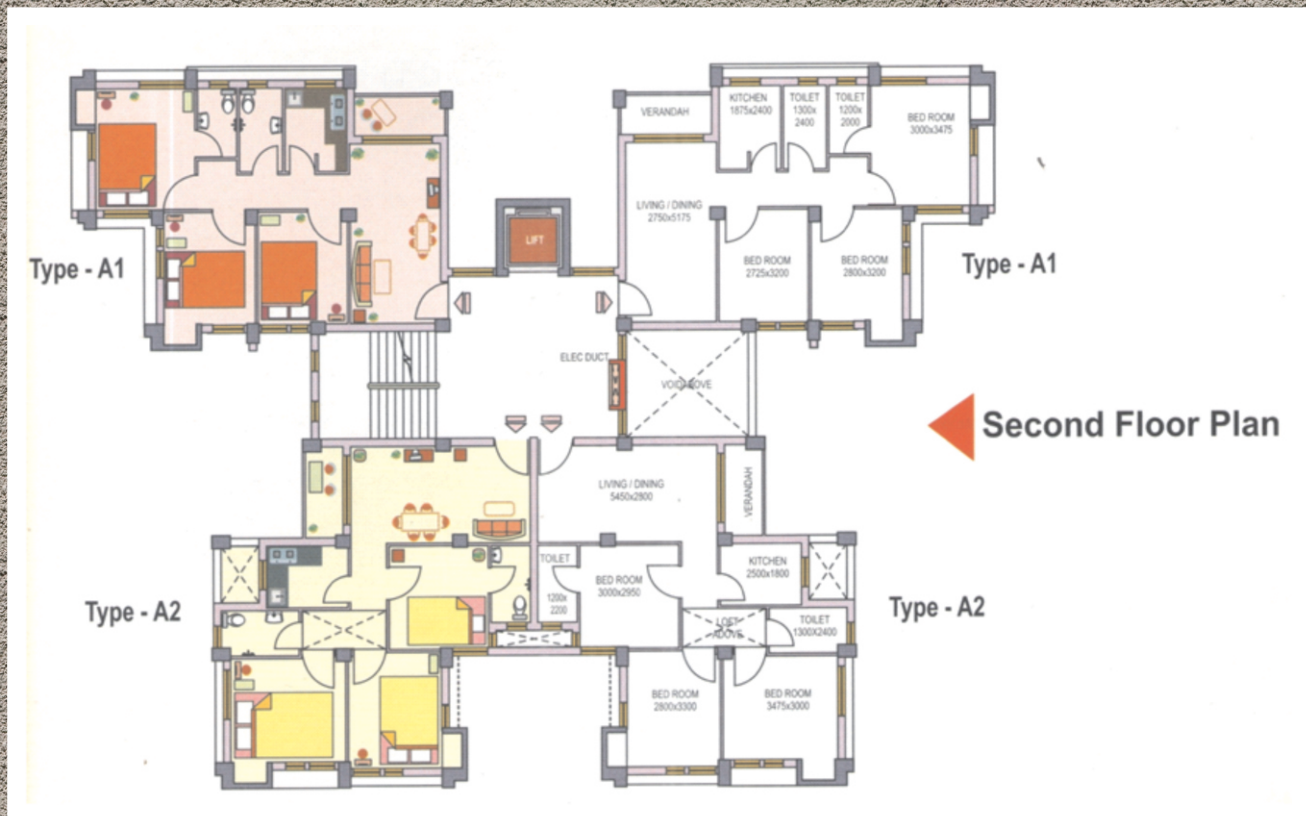 VERANDAH
KITCHEN
1875x2400
TOILET
1300x
2400
TOILET
1200x
2000
BED ROOM
3000x3475
LIVING / DINING
2750x5175
LIFT
BED ROOM
2725x3200
BED ROOM
2800x3200
Type - A1
Type - A1
ELEC DUCT
VOID ABOVE
Second Floor Plan
LIVING / DINING
5450x2800
VERANDAH
TOILET
1200x
2200
BED ROOM
3000x2950
KITCHEN
2500x1800
Type - A2
Type - A2
LOFT
ABOVE
TOILET
1300X2400
BED ROOM
2800x3300
BED ROOM
3475x3000